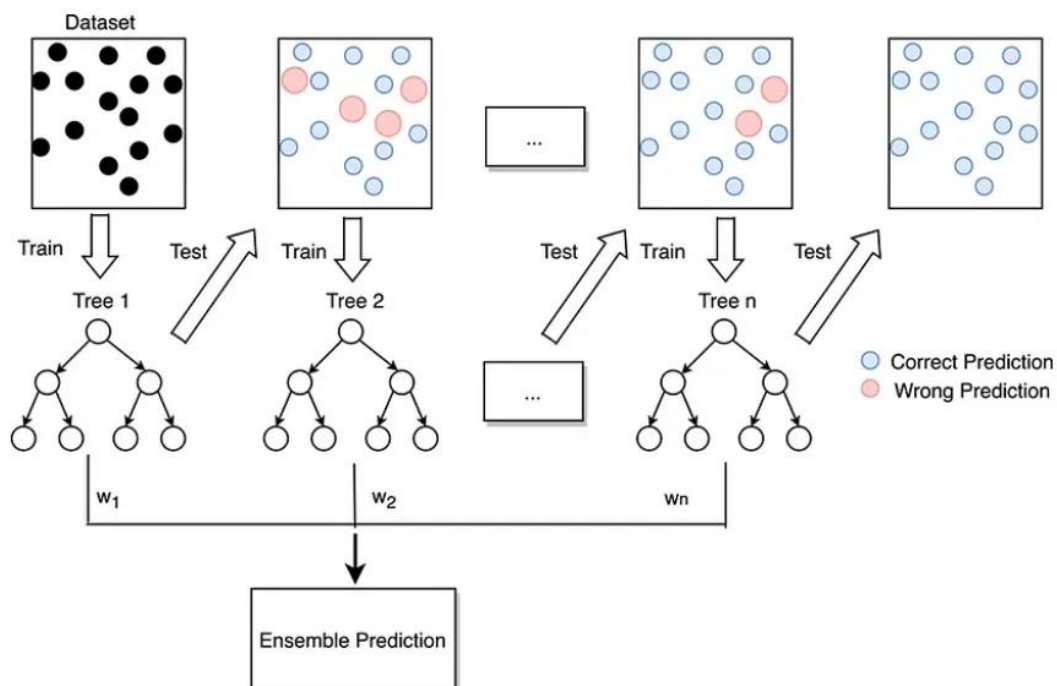 Dataset
...
Train
Test
Train
Test
Train
Test
Tree 1
Tree 2
Tree n
Correct Prediction
...
Wrong Prediction
w1
w2
wn
Ensemble Prediction